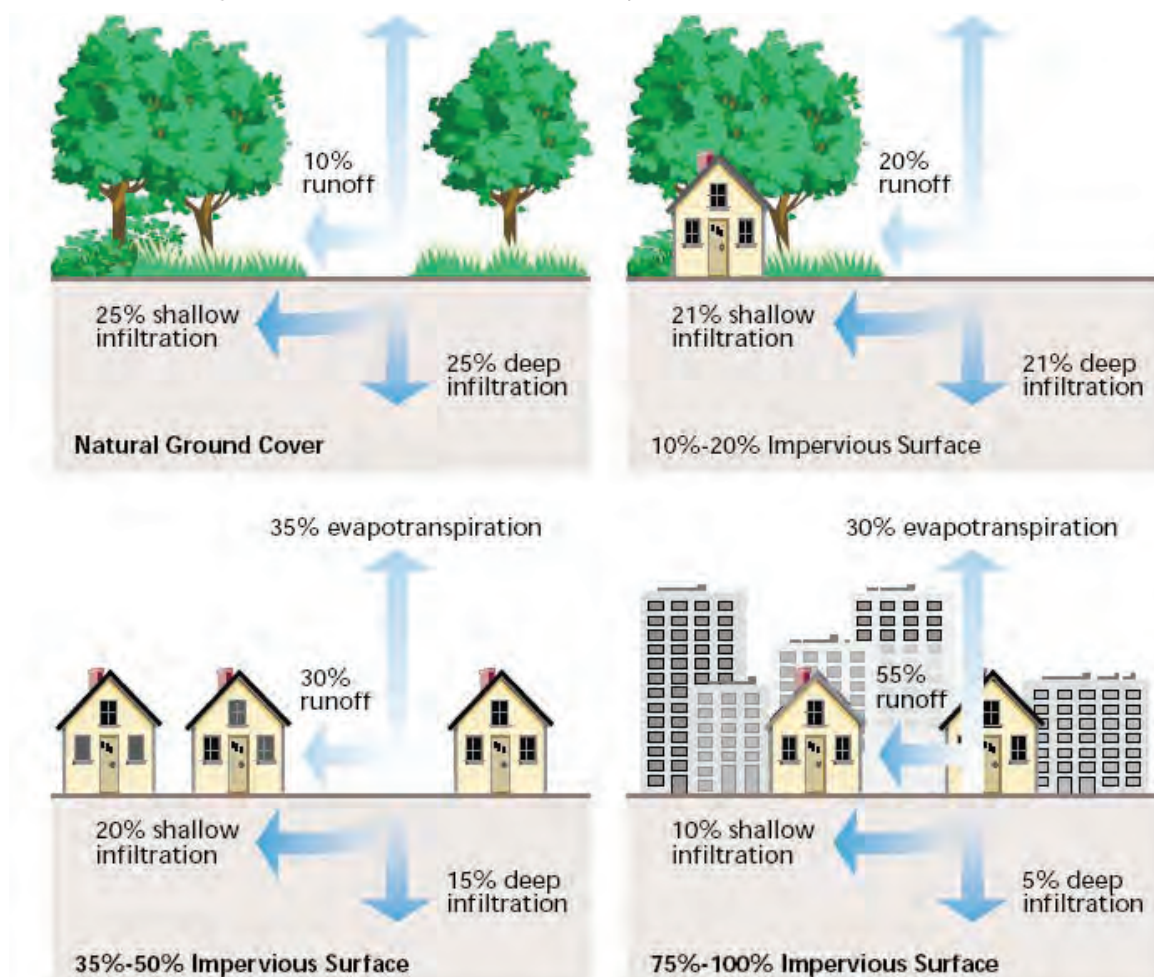 10%
runoff
25% shallow
infiltration
25% deep
infiltration
Natural Ground Cover
20%
runoff
21% shallow
infiltration
21% deep
infiltration
10%-20% Impervious Surface
35% evapotranspiration
30%
runoff
20% shallow
infiltration
15% deep
infiltration
35%-50% Impervious Surface
30% evapotranspiration
55%
runoff
10% shallow
infiltration
5% deep
infiltration
75%-100% Impervious Surface